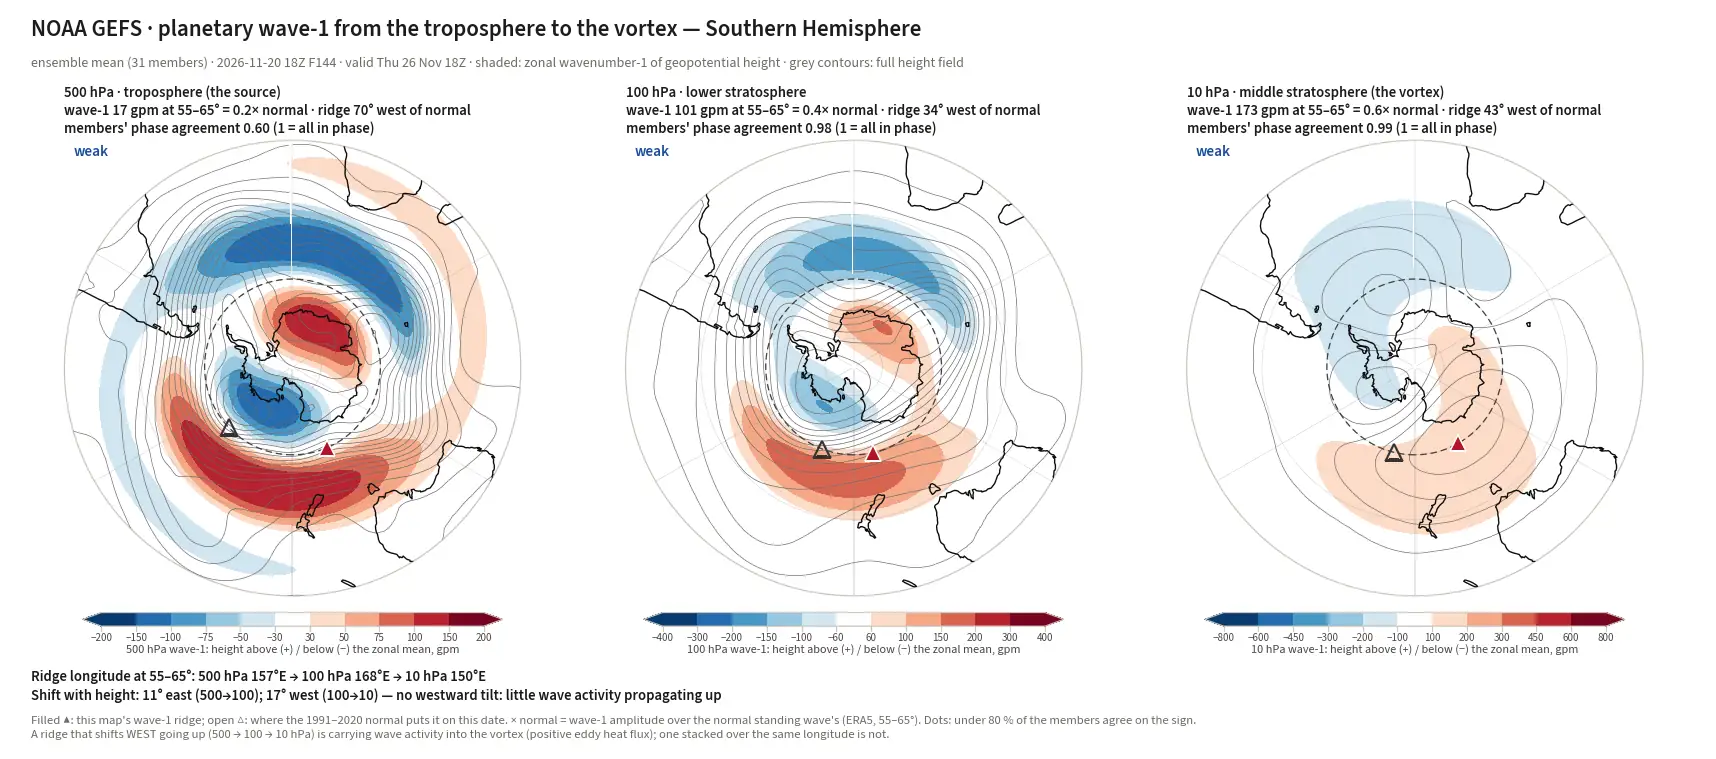 NOAA GEFS · planetary wave-1 from the troposphere to the vortex — Southern Hemisphere
ensemble mean (31 members) · 2026-11-20 18Z F144 · valid Thu 26 Nov 18Z · shaded: zonal wavenumber-1 of geopotential height · grey contours: full height field
500 hPa · troposphere (the source)
wave-1 17 gpm at 55–65° = 0.2× normal · ridge 70° west of normal
members' phase agreement 0.60 (1 = all in phase)
weak
100 hPa · lower stratosphere
wave-1 101 gpm at 55–65° = 0.4× normal · ridge 34° west of normal
members' phase agreement 0.98 (1 = all in phase)
weak
10 hPa · middle stratosphere (the vortex)
wave-1 173 gpm at 55–65° = 0.6× normal · ridge 43° west of normal
members' phase agreement 0.99 (1 = all in phase)
weak
−200 −150 −100 −75 −50 −30 30 50 75 100 150 200
500 hPa wave-1: height above (+) / below (−) the zonal mean, gpm
−400 −300 −200 −150 −100 −60 60 100 150 200 300 400
100 hPa wave-1: height above (+) / below (−) the zonal mean, gpm
−800 −600 −450 −300 −200 −100 100 200 300 450 600 800
10 hPa wave-1: height above (+) / below (−) the zonal mean, gpm
Ridge longitude at 55–65°: 500 hPa 157°E → 100 hPa 168°E → 10 hPa 150°E
Shift with height: 11° east (500→100); 17° west (100→10) — no westward tilt: little wave activity propagating up
Filled ▲: this map's wave-1 ridge; open △: where the 1991–2020 normal puts it on this date. × normal = wave-1 amplitude over the normal standing wave's (ERA5, 55–65°). Dots: under 80 % of the members agree on the sign.
A ridge that shifts WEST going up (500 → 100 → 10 hPa) is carrying wave activity into the vortex (positive eddy heat flux); one stacked over the same longitude is not.